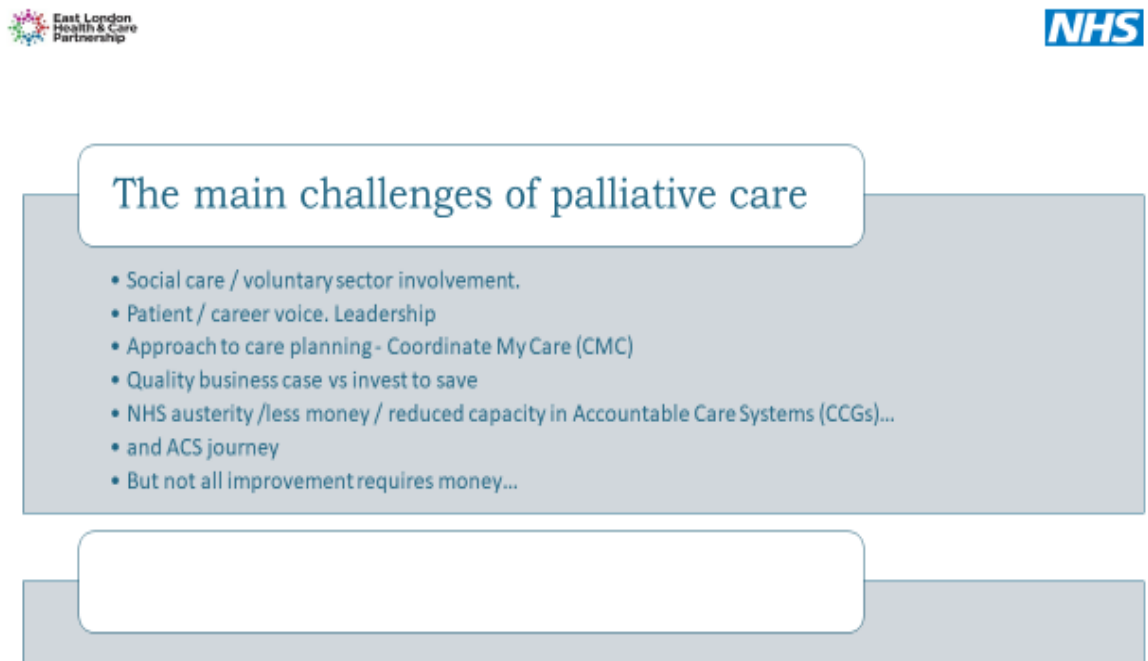 East London
Health & Care
Partnership
NHS
The main challenges of palliative care
• Social care / voluntary sector involvement.
• Patient / career voice. Leadership
• Approach to care planning - Coordinate My Care (CMC)
• Quality business case vs invest to save
• NHS austerity /less money / reduced capacity in Accountable Care Systems (CCGs)...
• and ACS journey
• But not all improvement requires money...